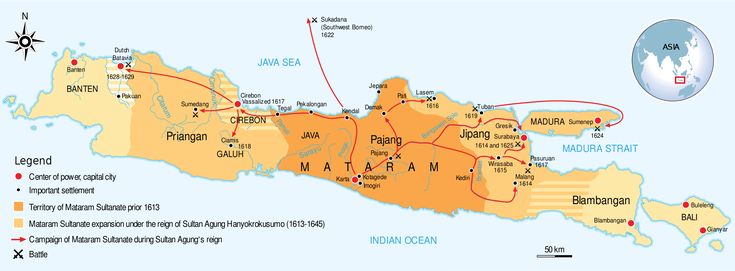 N
Sukadana
(Southwest Borneo)
1622
ASIA
JAVA SEA
Dutch
Batavia
1628-1629
Banten
BANTEN
Pakuan
Citarum
Sumedang
Priangan
Cirebon
Vassalized 1617
CIREBON
Ciamis
1618
GALUH
Tegal
Pekalongan
Kendal
JAVA
Serayu
MATARAM
Karta
Kotagede
Imogiri
Jepara
Demak
Pati
Lasem
1616
Pajang
Pajang
Tuban
1619
Jipang
Gresik
Surabaya
1614 and 1625
Wirasaba
1615
Kediri
Malang
1614
Pasuruan
1617
MADURA
Sumenep
1624
MADURA STRAIT
Blambangan
Blambangan
BALI
Buleleng
Gianyar
INDIAN OCEAN
50 km
Legend
Center of power, capital city
Important settlement
Territory of Mataram Sultanate prior 1613
Mataram Sultanate expansion under the reign of Sultan Agung Hanyokrokusumo (1613-1645)
Campaign of Mataram Sultanate during Sultan Agung's reign
Battle